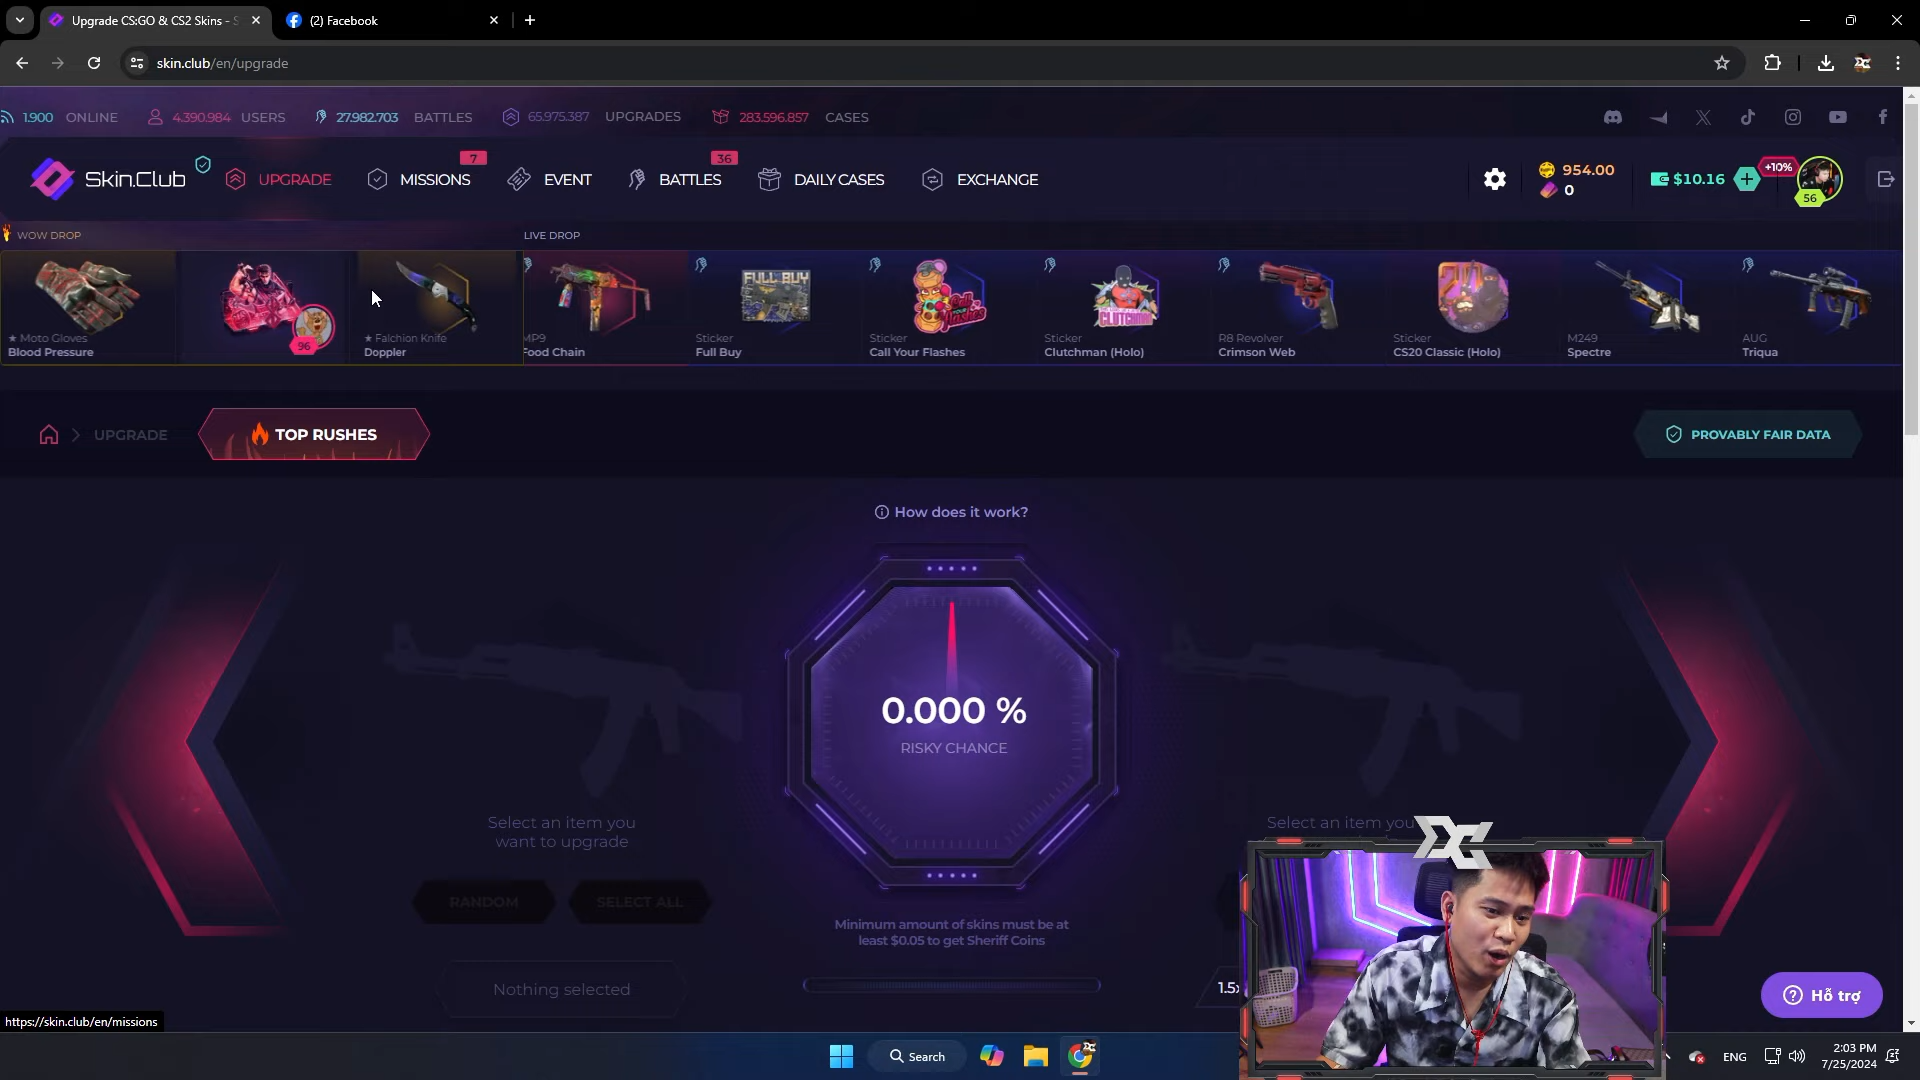 Upgrade CS:GO & CS2 Skins - S
(2) Facebook
skin.club/en/upgrade
1.900 ONLINE
4.390.984 USERS
27.982.703 BATTLES
65.975.387 UPGRADES
283.596.857 CASES
Skin.Club
UPGRADE
7
MISSIONS
EVENT
36
BATTLES
DAILY CASES
EXCHANGE
954.00
0
$10.16
+10%
56
WOW DROP
LIVE DROP
★ Moto Gloves
Blood Pressure
96
★ Falchion Knife
Doppler
MP9
Food Chain
FULL BUY
Sticker
Full Buy
Sticker
Call Your Flashes
CLUTCHMAN
Sticker
Clutchman (Holo)
R8 Revolver
Crimson Web
Sticker
CS20 Classic (Holo)
M249
Spectre
AUG
Triqua
UPGRADE
TOP RUSHES
PROVABLY FAIR DATA
How does it work?
0.000 %
RISKY CHANCE
Select an item you
want to upgrade
Select an item you
RANDOM
SELECT ALL
Minimum amount of skins must be at
least $0.05 to get Sheriff Coins
Nothing selected
1.5x
DC
Hỗ trợ
https://skin.club/en/missions
Search
ENG
2:03 PM
7/25/2024